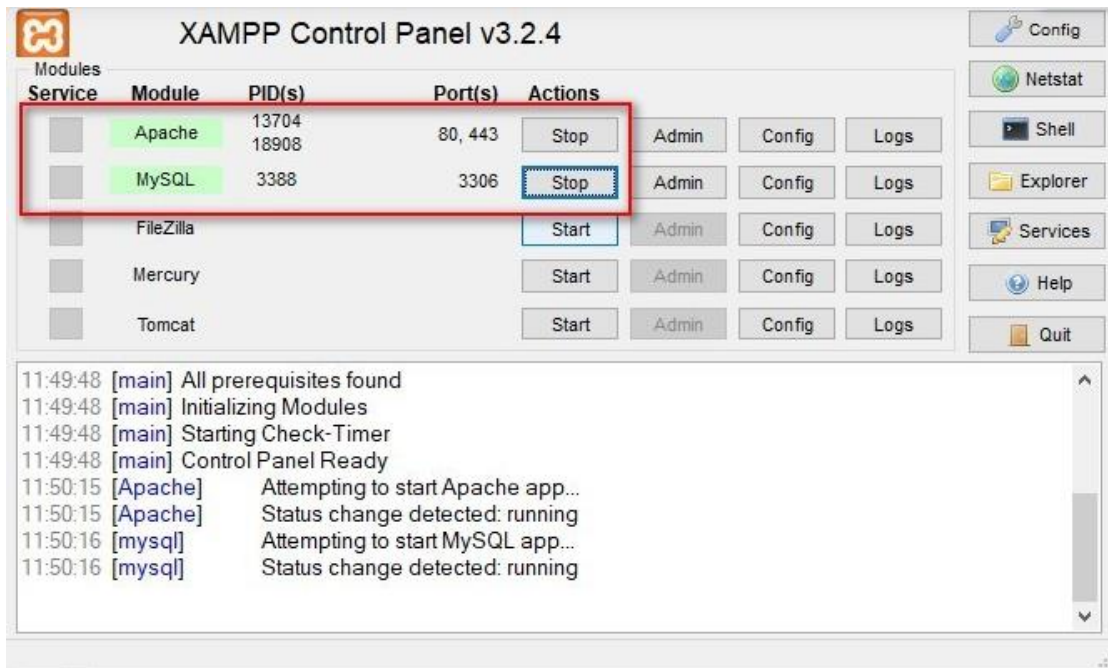 XAMPP Control Panel v3.2.4
Config
Modules
Netstat
Service Module PID(s) Port(s) Actions
Apache 13704 18908 80, 443 Stop Admin Config Logs
Shell
MySQL 3388 3306 Stop Admin Config Logs
Explorer
FileZilla Start Admin Config Logs
Services
Mercury Start Admin Config Logs
Help
Tomcat Start Admin Config Logs
Quit
11:49:48 [main] All prerequisites found
11:49:48 [main] Initializing Modules
11:49:48 [main] Starting Check-Timer
11:49:48 [main] Control Panel Ready
11:50:15 [Apache] Attempting to start Apache app...
11:50:15 [Apache] Status change detected: running
11:50:16 [mysql] Attempting to start MySQL app...
11:50:16 [mysql] Status change detected: running